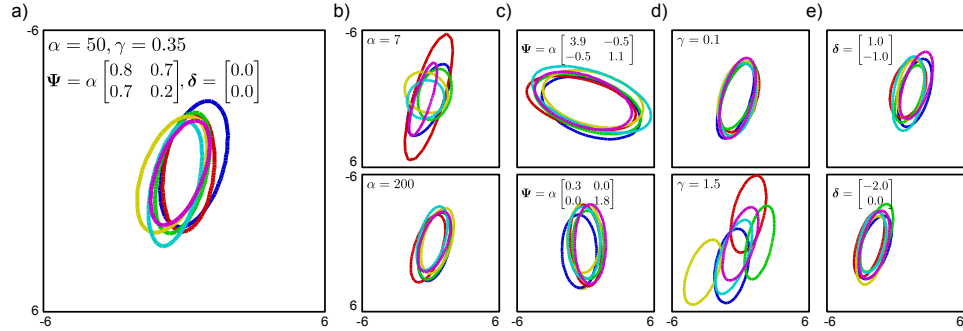 a)
b)
c)
d)
e)
-6
α = 50, γ = 0.35
Ψ = α [0.8 0.7
0.7 0.2], δ = [0.0
0.0]
6
-6
6
-6
α = 7
6
Ψ = α [3.9 −0.5
−0.5 1.1]
γ = 0.1
δ = [1.0
−1.0]
-6
α = 200
6
-6
6
Ψ = α [0.3 0.0
0.0 1.8]
-6
6
γ = 1.5
-6
6
δ = [−2.0
0.0]
-6
6